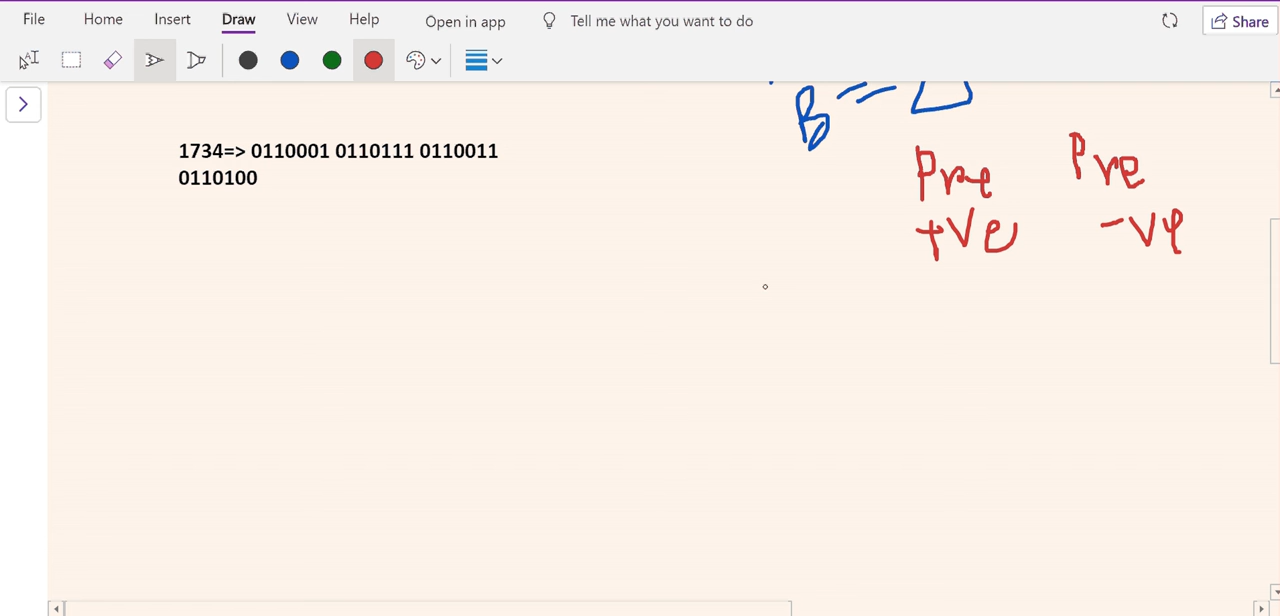 File Home Insert Draw View Help Open in app Tell me what you want to do Share
1734=> 0110001 0110111 0110011
0110100
B =
Pre Pre
+ve -ve